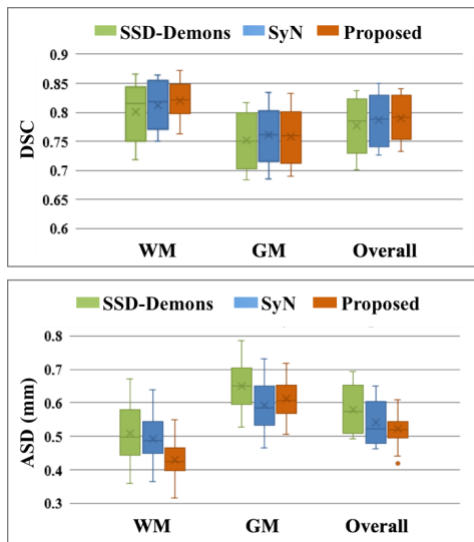 SSD-Demons SyN Proposed
0.9
0.85
0.8
0.75
0.7
0.65
0.6
DSC
WM GM Overall
SSD-Demons SyN Proposed
0.8
0.7
0.6
0.5
0.4
0.3
ASD (mm)
WM GM Overall